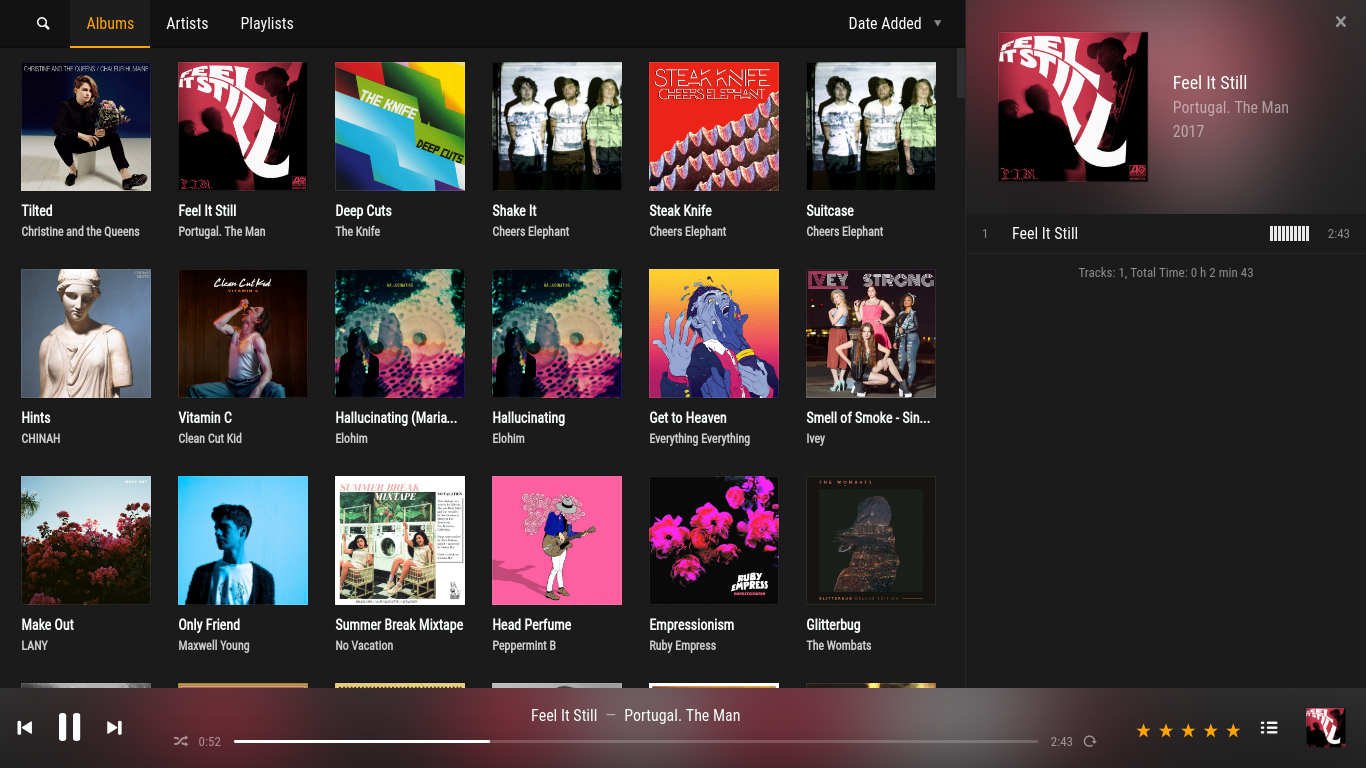 Albums
Artists
Playlists
Date Added
CHRISTINE AND THE QUEENS / CHALEUR HUMAINE
FEEL
IT STILL
P.T.M.
THE KNIFE
DEEP CUTS
STEAK KNIFE
CHEERS ELEPHANT
Tilted
Christine and the Queens
Feel It Still
Portugal. The Man
Deep Cuts
The Knife
Shake It
Cheers Elephant
Steak Knife
Cheers Elephant
Suitcase
Cheers Elephant
Clean Cut Kid
VITAMIN C
HALLUCINATING
HALLUCINATING
IVEY STRONG
Hints
CHINAH
Vitamin C
Clean Cut Kid
Hallucinating (Maria...
Elohim
Hallucinating
Elohim
Get to Heaven
Everything Everything
Smell of Smoke - Sin...
Ivey
MAKE OUT
SUMMER BREAK
MIXTAPE
NO VACATION
RUBY
EMPRESS
THE WOMBATS
GLITTERBUG DELUXE EDITION
Make Out
LANY
Only Friend
Maxwell Young
Summer Break Mixtape
No Vacation
Head Perfume
Peppermint B
Empressionism
Ruby Empress
Glitterbug
The Wombats
FEEL
IT STILL
P.T.M.
Feel It Still
Portugal. The Man
2017
1 Feel It Still 2:43
Tracks: 1, Total Time: 0 h 2 min 43
Feel It Still — Portugal. The Man
0:52
2:43